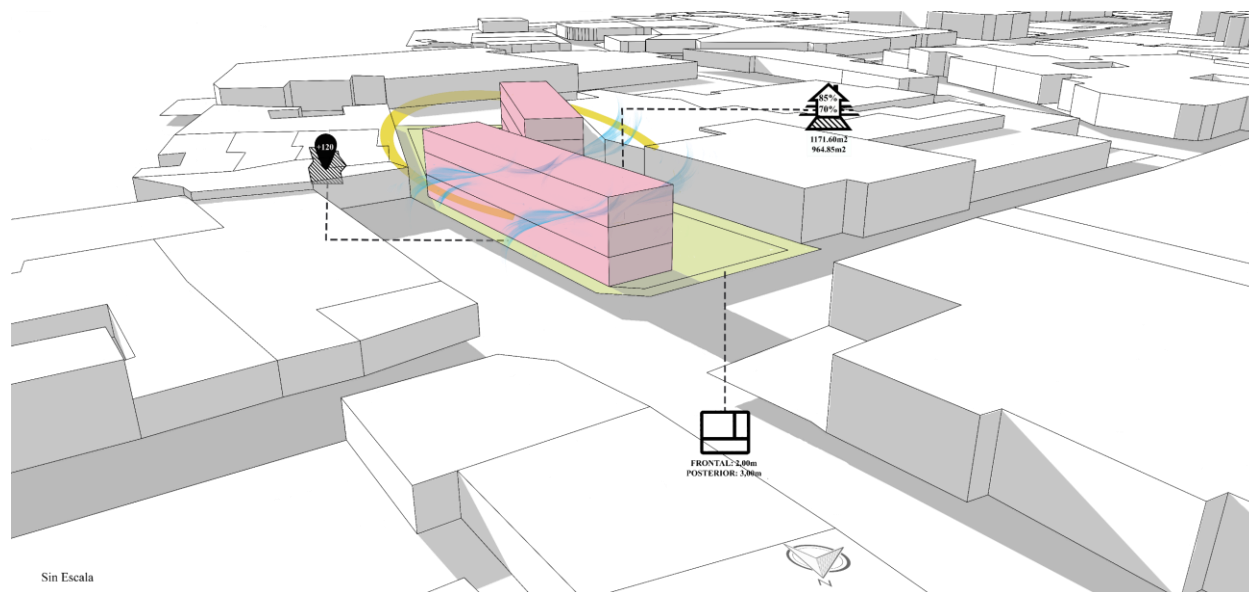 85%
70%
1171.60m2
964.85m2
+120
FRONTAL: 2,00m
POSTERIOR: 3,00m
N
Sin Escala